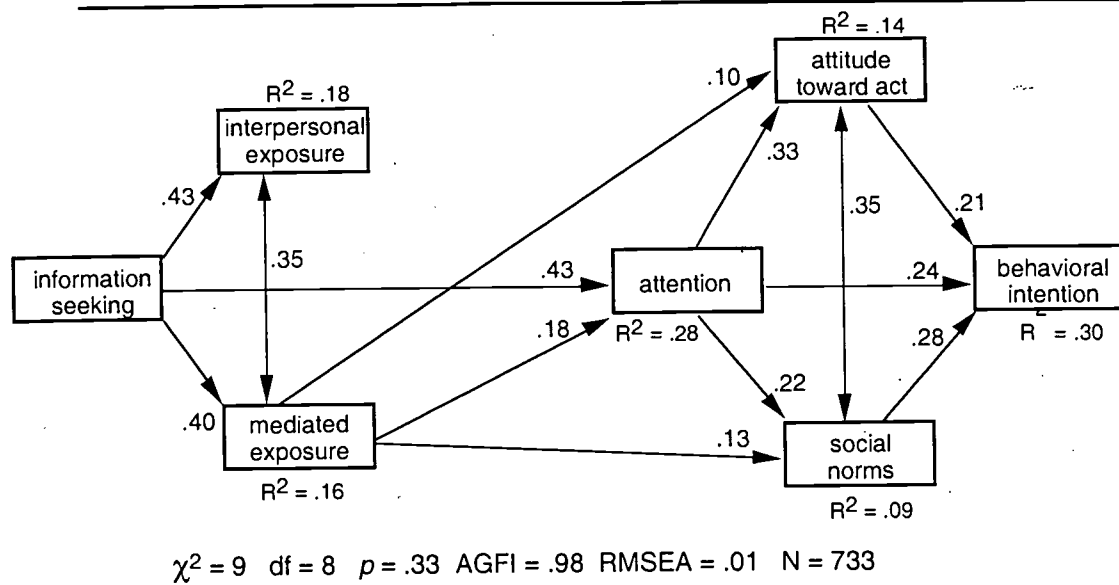 R2 = .14
attitude
toward act
.10
R2 = .18
interpersonal
exposure
.33
.43
.35
.35
.21
information
seeking
.43
attention
.24
behavioral
intention
.18
R2 = .28
R2 = .30
.28
.22
.40
mediated
exposure
.13
social
norms
R2 = .16
R2 = .09
χ2 = 9 df = 8 p = .33 AGFI = .98 RMSEA = .01 N = 733